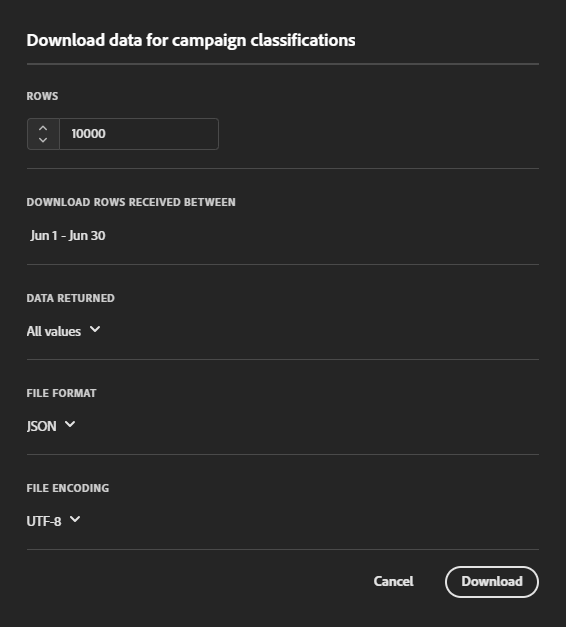 Download data for campaign classifications
ROWS
10000
DOWNLOAD ROWS RECEIVED BETWEEN
Jun 1 - Jun 30
DATA RETURNED
All values
FILE FORMAT
JSON
FILE ENCODING
UTF-8
Cancel Download